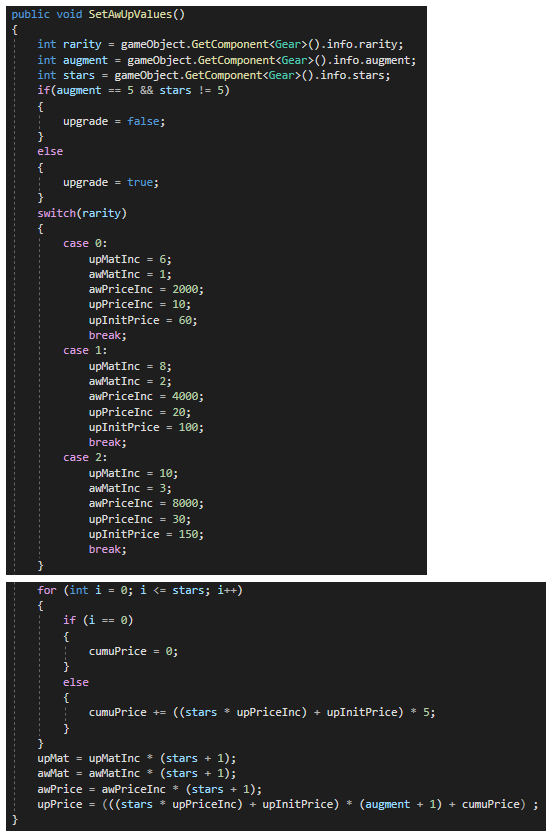 public void SetAwUpValues()
{
int rarity = gameObject.GetComponent<Gear>().info.rarity;
int augment = gameObject.GetComponent<Gear>().info.augment;
int stars = gameObject.GetComponent<Gear>().info.stars;
if(augment == 5 && stars != 5)
{
upgrade = false;
}
else
{
upgrade = true;
}
switch(rarity)
{
case 0:
upMatInc = 6;
awMatInc = 1;
awPriceInc = 2000;
upPriceInc = 10;
upInitPrice = 60;
break;
case 1:
upMatInc = 8;
awMatInc = 2;
awPriceInc = 4000;
upPriceInc = 20;
upInitPrice = 100;
break;
case 2:
upMatInc = 10;
awMatInc = 3;
awPriceInc = 8000;
upPriceInc = 30;
upInitPrice = 150;
break;
}
for (int i = 0; i <= stars; i++)
{
if (i == 0)
{
cumuPrice = 0;
}
else
{
cumuPrice += ((stars * upPriceInc) + upInitPrice) * 5;
}
}
upMat = upMatInc * (stars + 1);
awMat = awMatInc * (stars + 1);
awPrice = awPriceInc * (stars + 1);
upPrice = (((stars * upPriceInc) + upInitPrice) * (augment + 1) + cumuPrice) ;
}